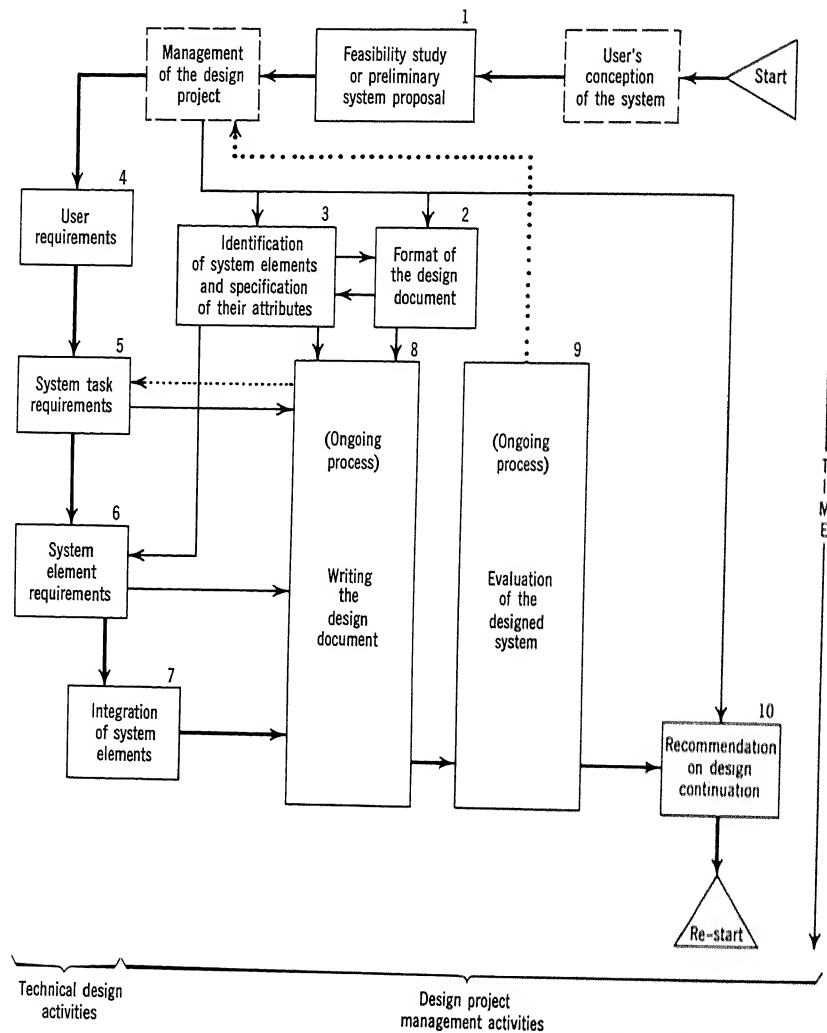 1
Management
of the design
project
Feasibility study
or preliminary
system proposal
User's
conception
of the system
Start
4
User
requirements
3
Identification
of system elements
and specification
of their attributes
2
Format of
the design
document
5
System task
requirements
8
(Ongoing
process)
Writing
the
design
document
9
(Ongoing
process)
Evaluation
of the
designed
system
T
I
M
E
6
System
element
requirements
7
Integration
of system
elements
10
Recommendation
on design
continuation
Re-start
Technical design
activities
Design project
management activities